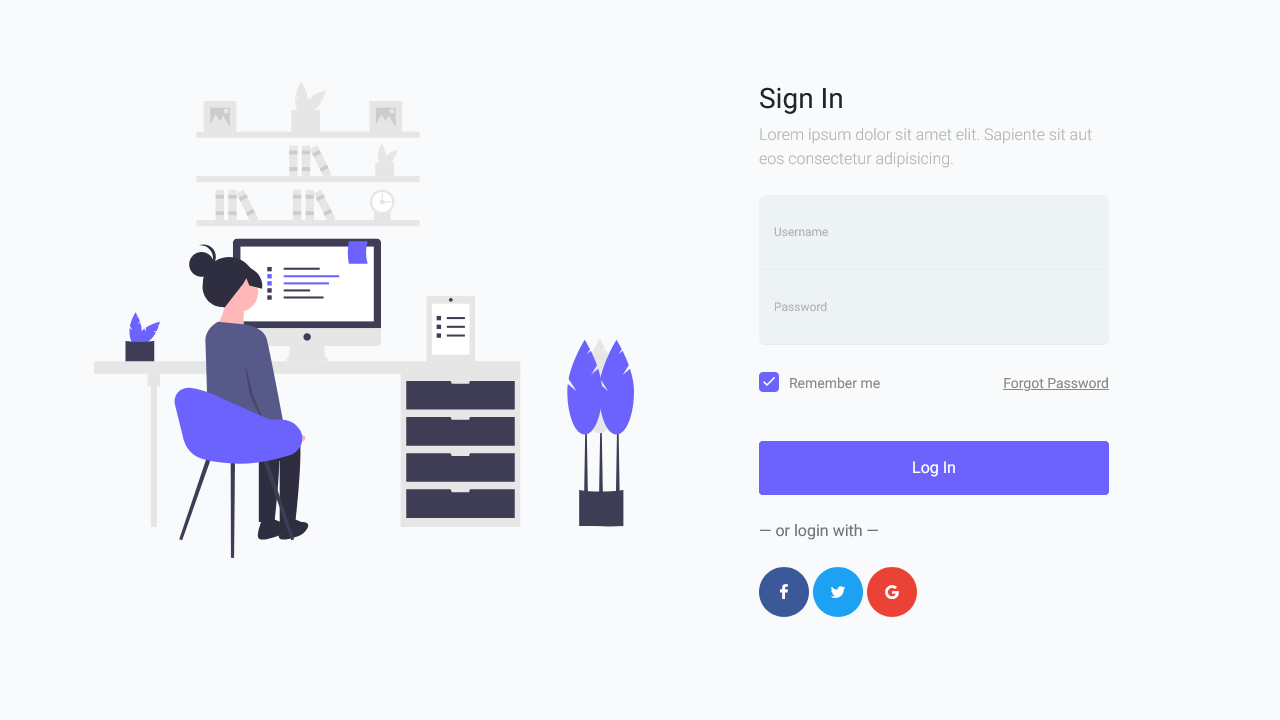 Sign In
Lorem ipsum dolor sit amet elit. Sapiente sit aut
eos consectetur adipisicing.
Username
Password
Remember me
Forgot Password
Log In
— or login with —